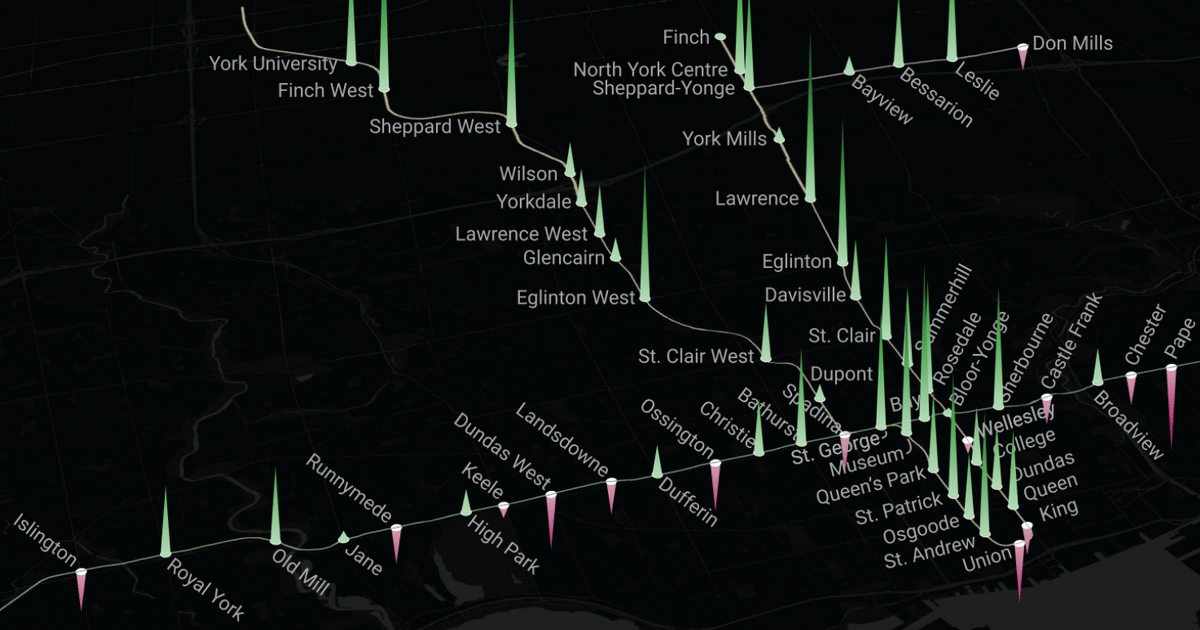 Finch
Don Mills
York University
North York Centre
Leslie
Bessarion
Bayview
Finch West
Sheppard-Yonge
Sheppard West
York Mills
Wilson
Yorkdale
Lawrence
Lawrence West
Glencairn
Eglinton
Eglinton West
Davisville
St. Clair
Summerhill
St. Clair West
Rosedale
Boor-Yonge
Sherbourne
Castle Frank
Chester
Pape
Dupont
Spadina
Bay
Broadview
Bathurst
Christie
Ossington
Landsdowne
Dundas West
Keele
Runnymede
St. George
Museum
Wellesley
College
Dundas
Queen
King
Queen's Park
St. Patrick
Osgoode
St. Andrew
Union
Dufferin
High Park
Jane
Old Mill
Royal York
Islington